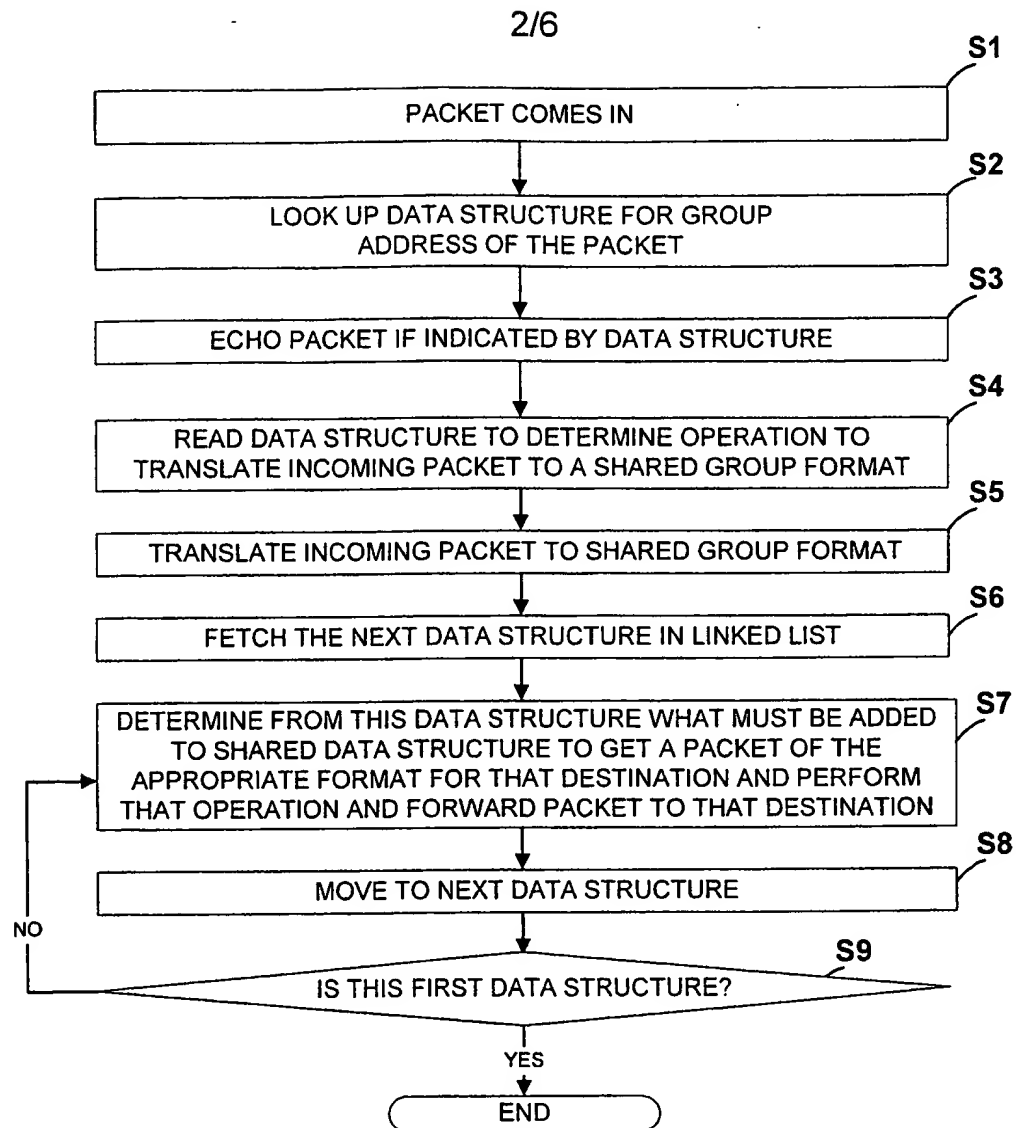 2/6
S1
PACKET COMES IN
S2
LOOK UP DATA STRUCTURE FOR GROUP
ADDRESS OF THE PACKET
S3
ECHO PACKET IF INDICATED BY DATA STRUCTURE
S4
READ DATA STRUCTURE TO DETERMINE OPERATION TO
TRANSLATE INCOMING PACKET TO A SHARED GROUP FORMAT
S5
TRANSLATE INCOMING PACKET TO SHARED GROUP FORMAT
S6
FETCH THE NEXT DATA STRUCTURE IN LINKED LIST
S7
DETERMINE FROM THIS DATA STRUCTURE WHAT MUST BE ADDED
TO SHARED DATA STRUCTURE TO GET A PACKET OF THE
APPROPRIATE FORMAT FOR THAT DESTINATION AND PERFORM
THAT OPERATION AND FORWARD PACKET TO THAT DESTINATION
S8
MOVE TO NEXT DATA STRUCTURE
NO
S9
IS THIS FIRST DATA STRUCTURE?
YES
END